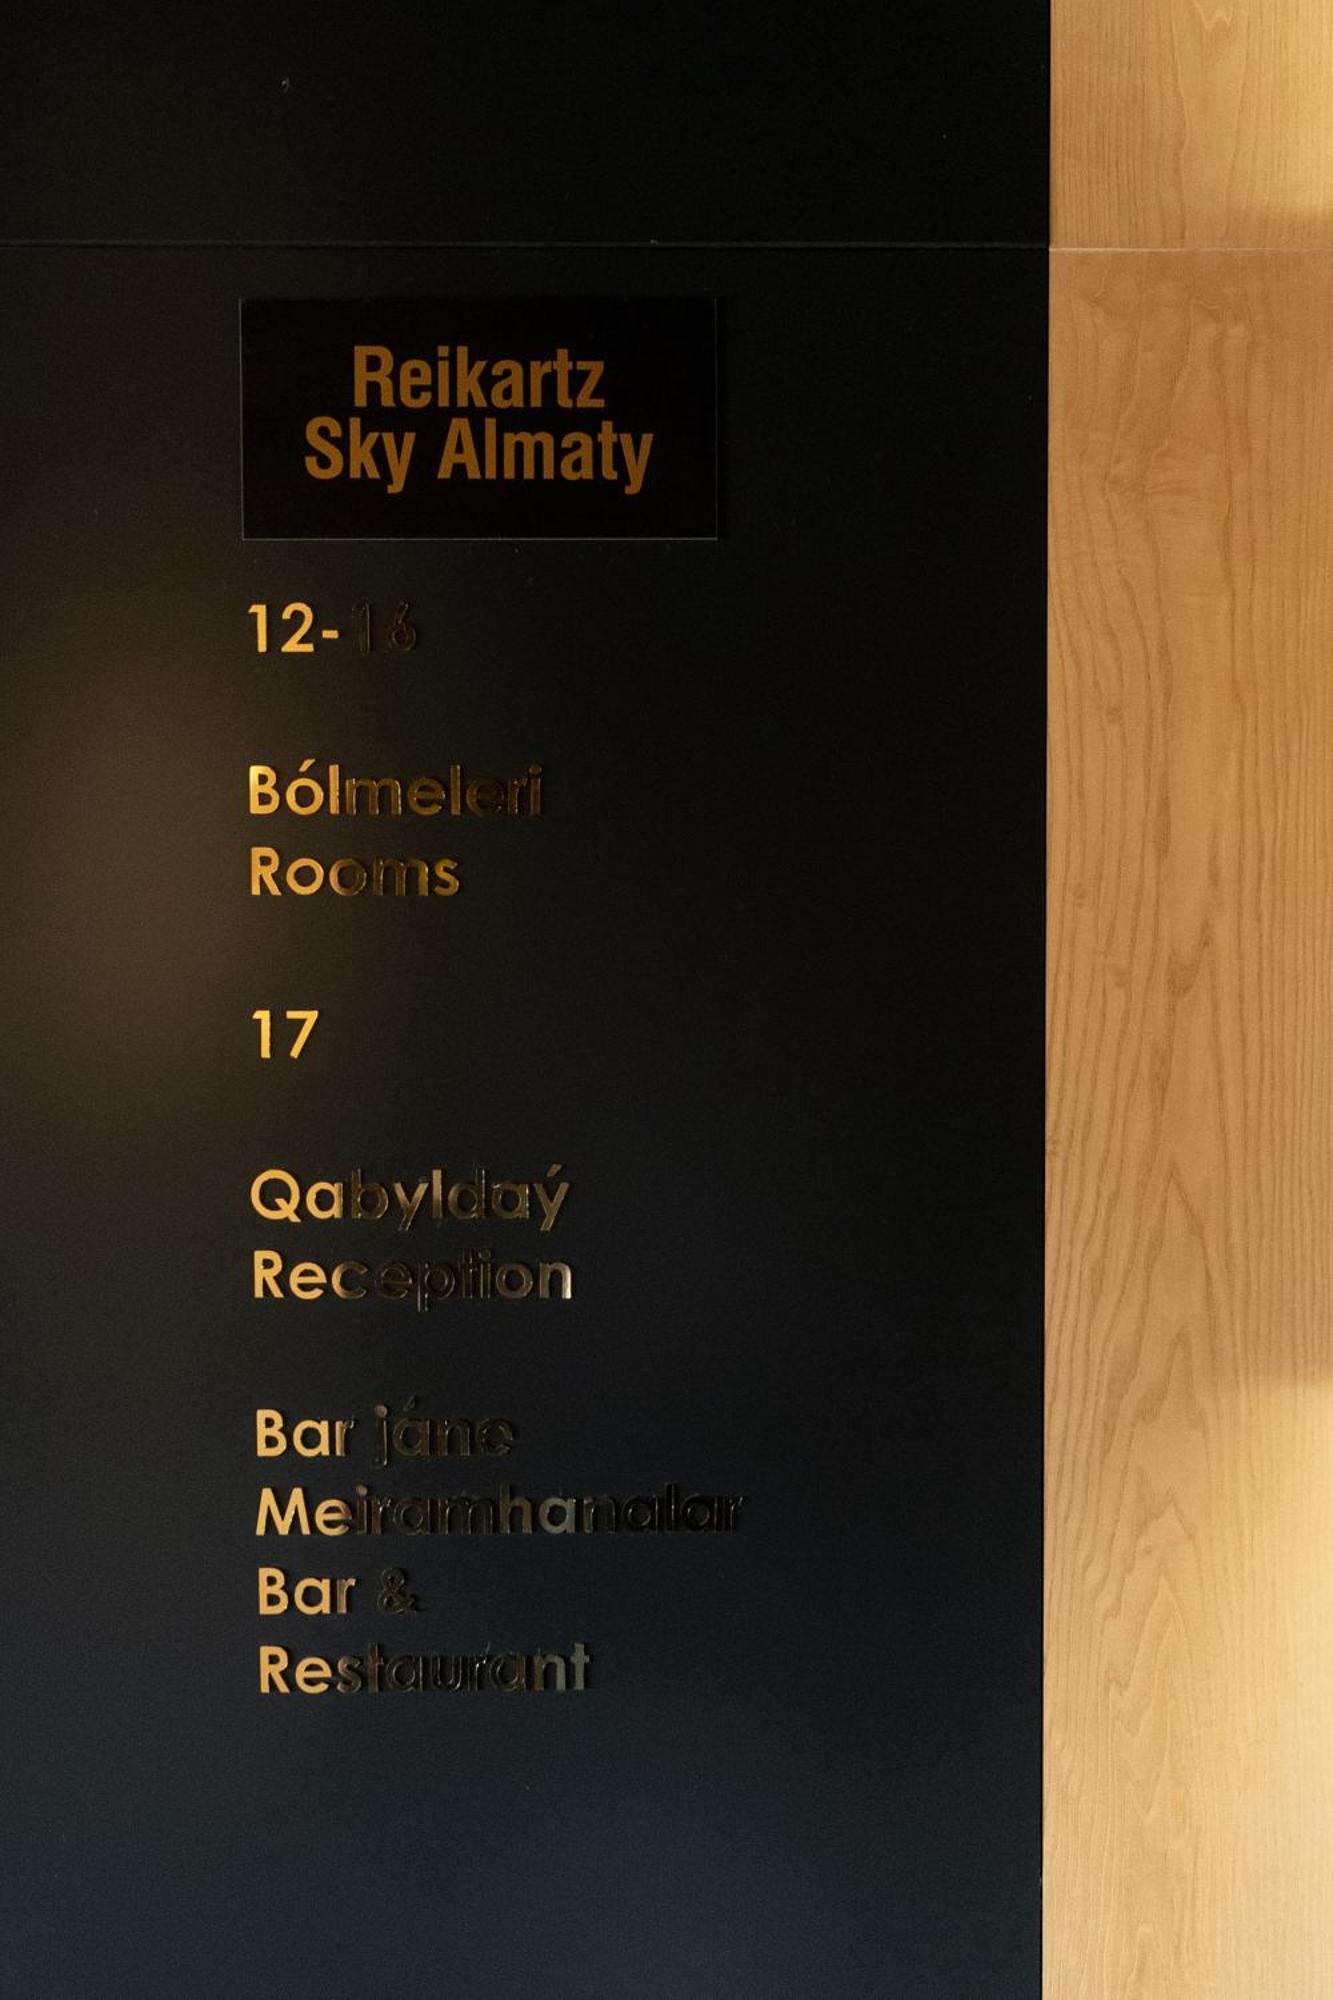 Reikartz
Sky Almaty
12-16
Bólmeleri
Rooms
17
Qabyldaý
Reception
Bar jáne
Meiramhanalar
Bar &
Restaurant